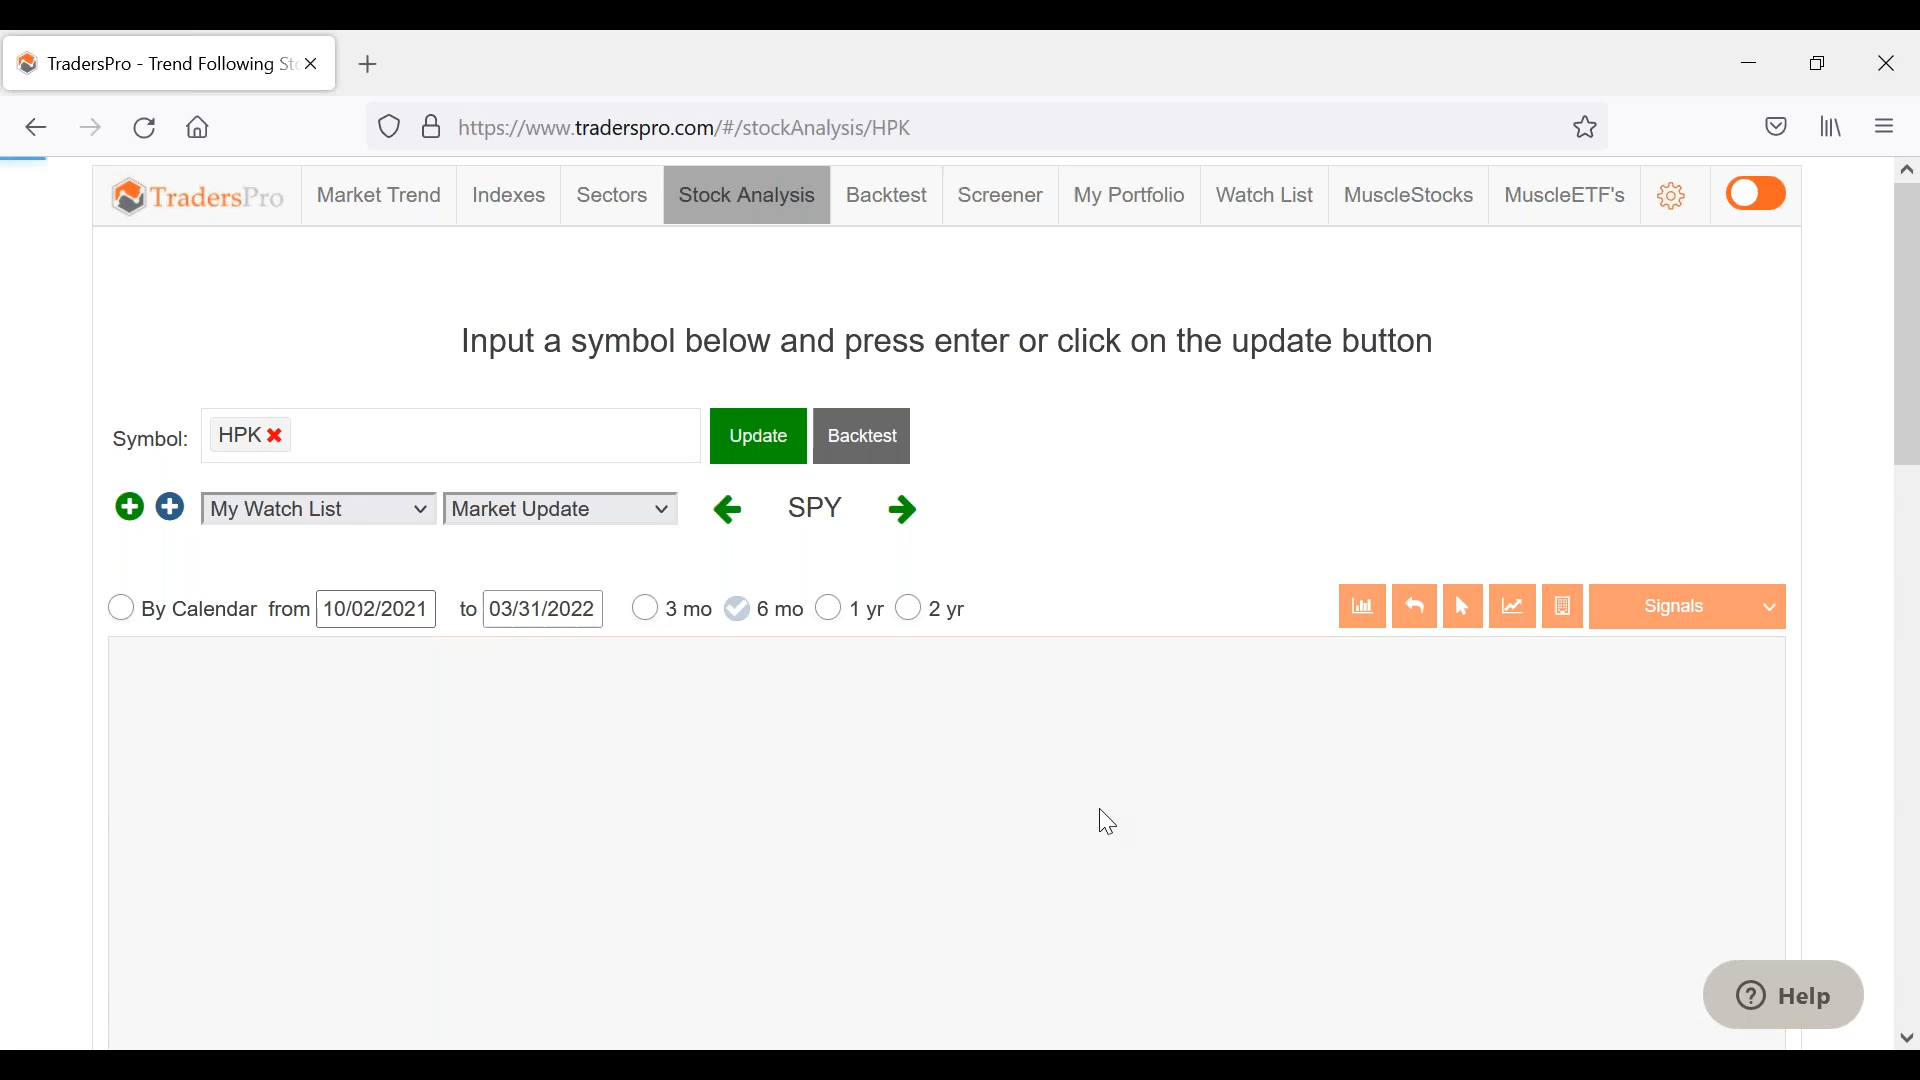 TradersPro - Trend Following St
https://www.traderspro.com/#/stockAnalysis/HPK
TradersPro Market Trend Indexes Sectors Stock Analysis Backtest Screener My Portfolio Watch List MuscleStocks MuscleETF's
Input a symbol below and press enter or click on the update button
Symbol: HPK Update Backtest
My Watch List Market Update SPY
By Calendar from 10/02/2021 to 03/31/2022 3 mo 6 mo 1 yr 2 yr Signals
Help